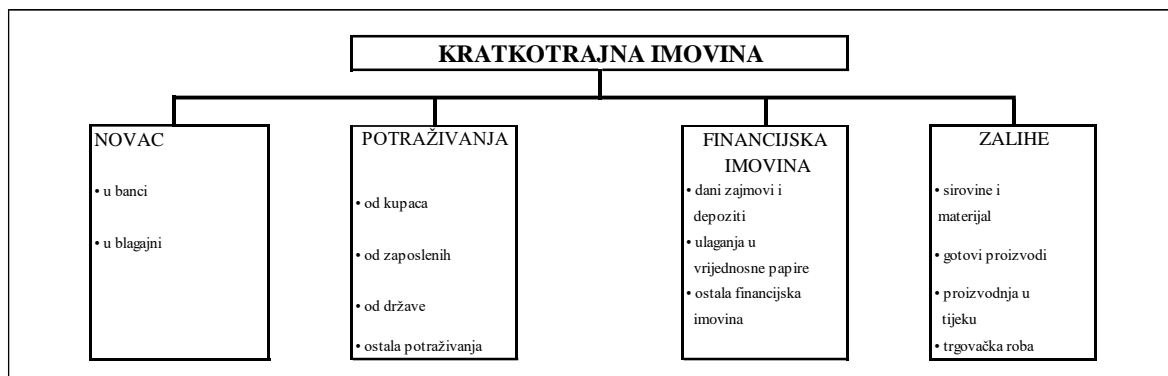 KRATKOTRAJNA IMOVINA
NOVAC
• u banci
• u blagajni
POTRAŽIVANJA
• od kupaca
• od zaposlenih
• od države
• ostala potraživanja
FINANCIJSKA
IMOVINA
• dani zajmovi i
depoziti
• ulaganja u
vrijednosne papire
• ostala financijska
imovina
ZALIHE
• sirovine i
materijal
• gotovi proizvodi
• proizvodnja u
tijeku
• trgovačka roba